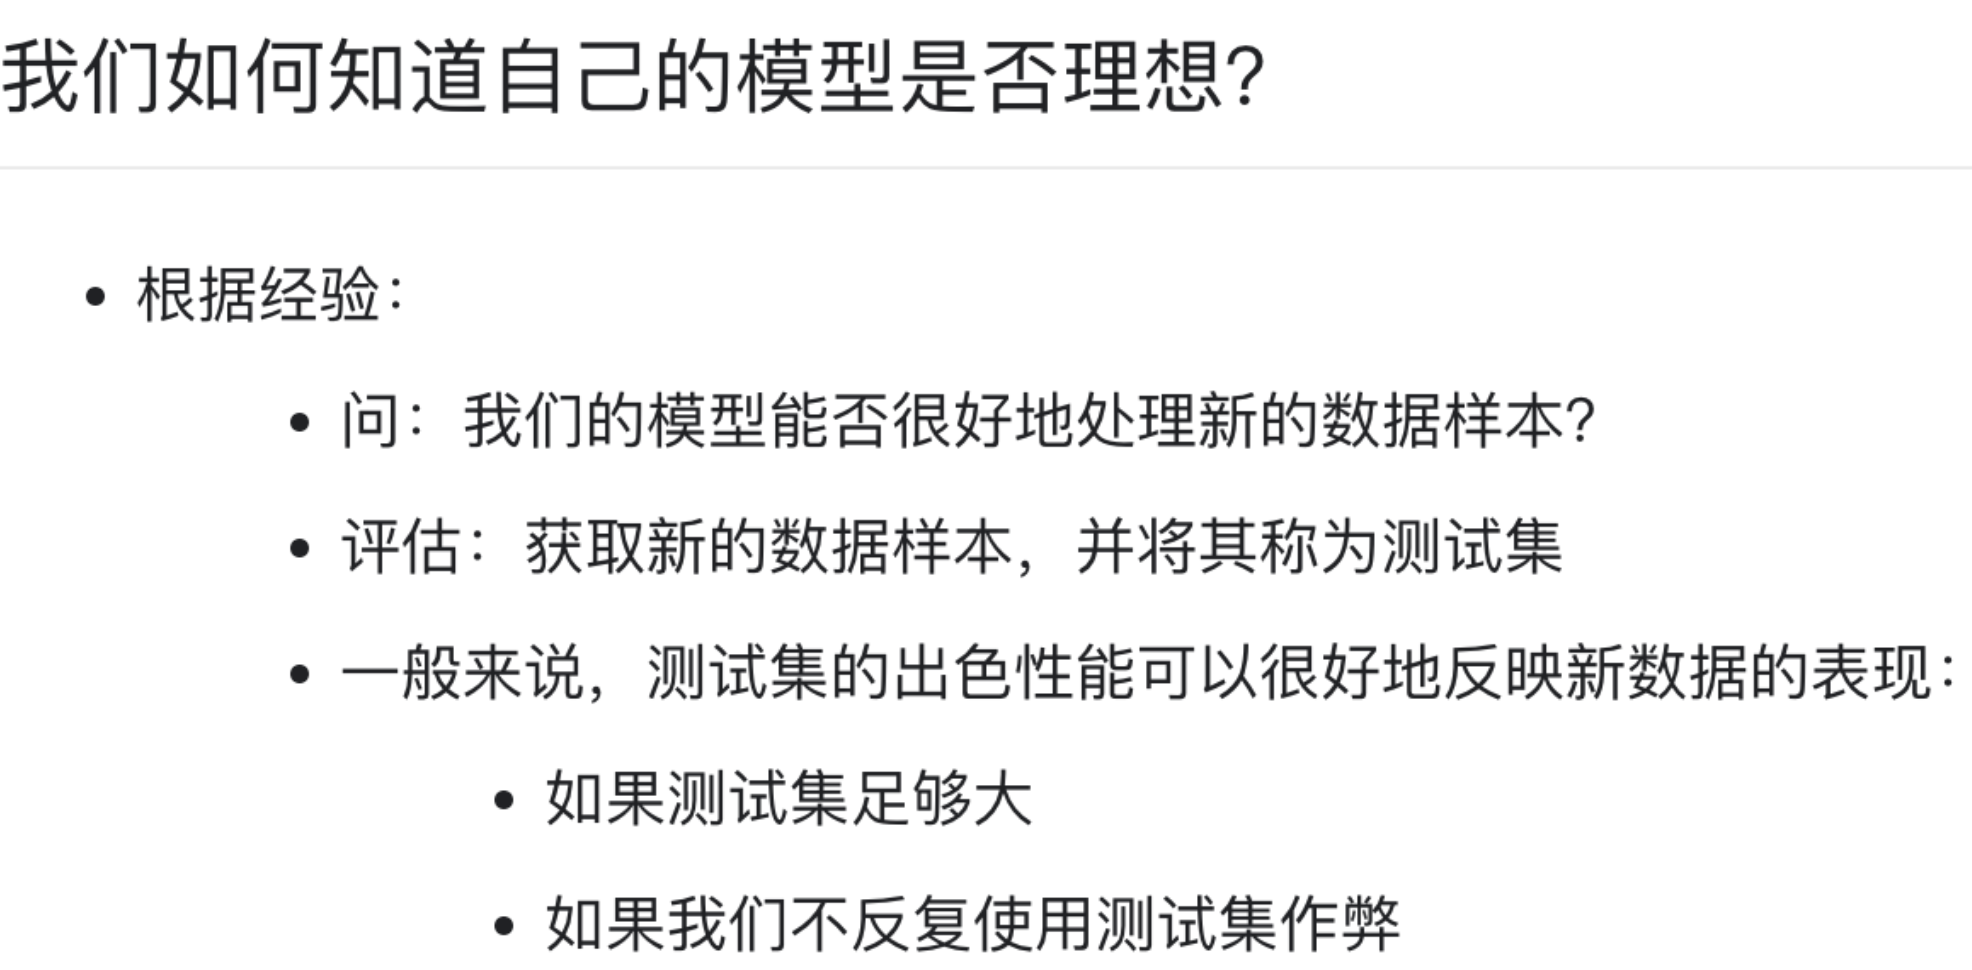 我们如何知道自己的模型是否理想?
• 根据经验：
• 问：我们的模型能否很好地处理新的数据样本?
• 评估：获取新的数据样本，并将其称为测试集
• 一般来说，测试集的出色性能可以很好地反映新数据的表现：
• 如果测试集足够大
• 如果我们不反复使用测试集作弊